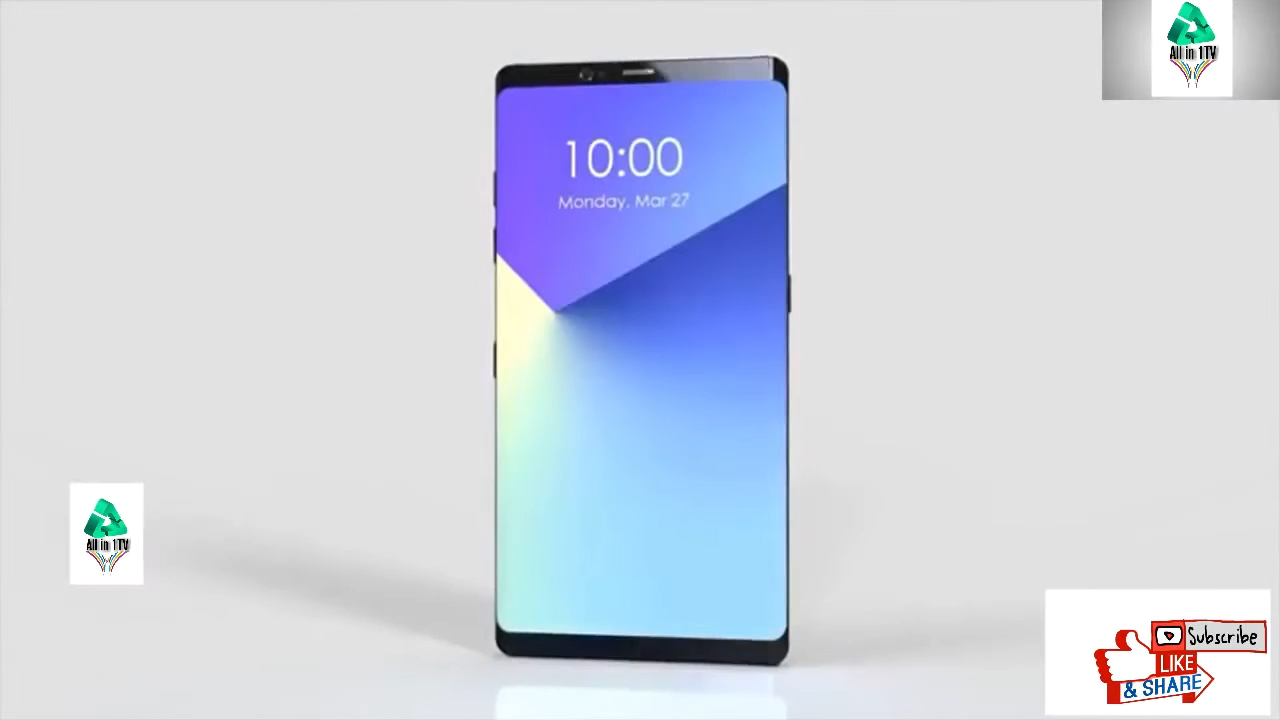 All in 1TV
10:00
Monday, Mar 27
All in 1TV
Subscribe
LIKE
& SHARE